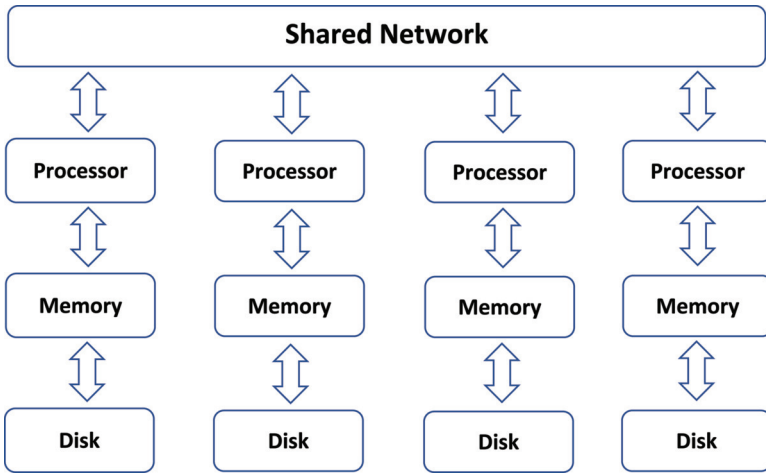 Shared Network
Processor
Processor
Processor
Processor
Memory
Memory
Memory
Memory
Disk
Disk
Disk
Disk